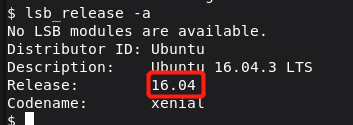 $ lsb_release -a
No LSB modules are available.
Distributor ID: Ubuntu
Description:    Ubuntu 16.04.3 LTS
Release:        16.04
Codename:       xenial
$